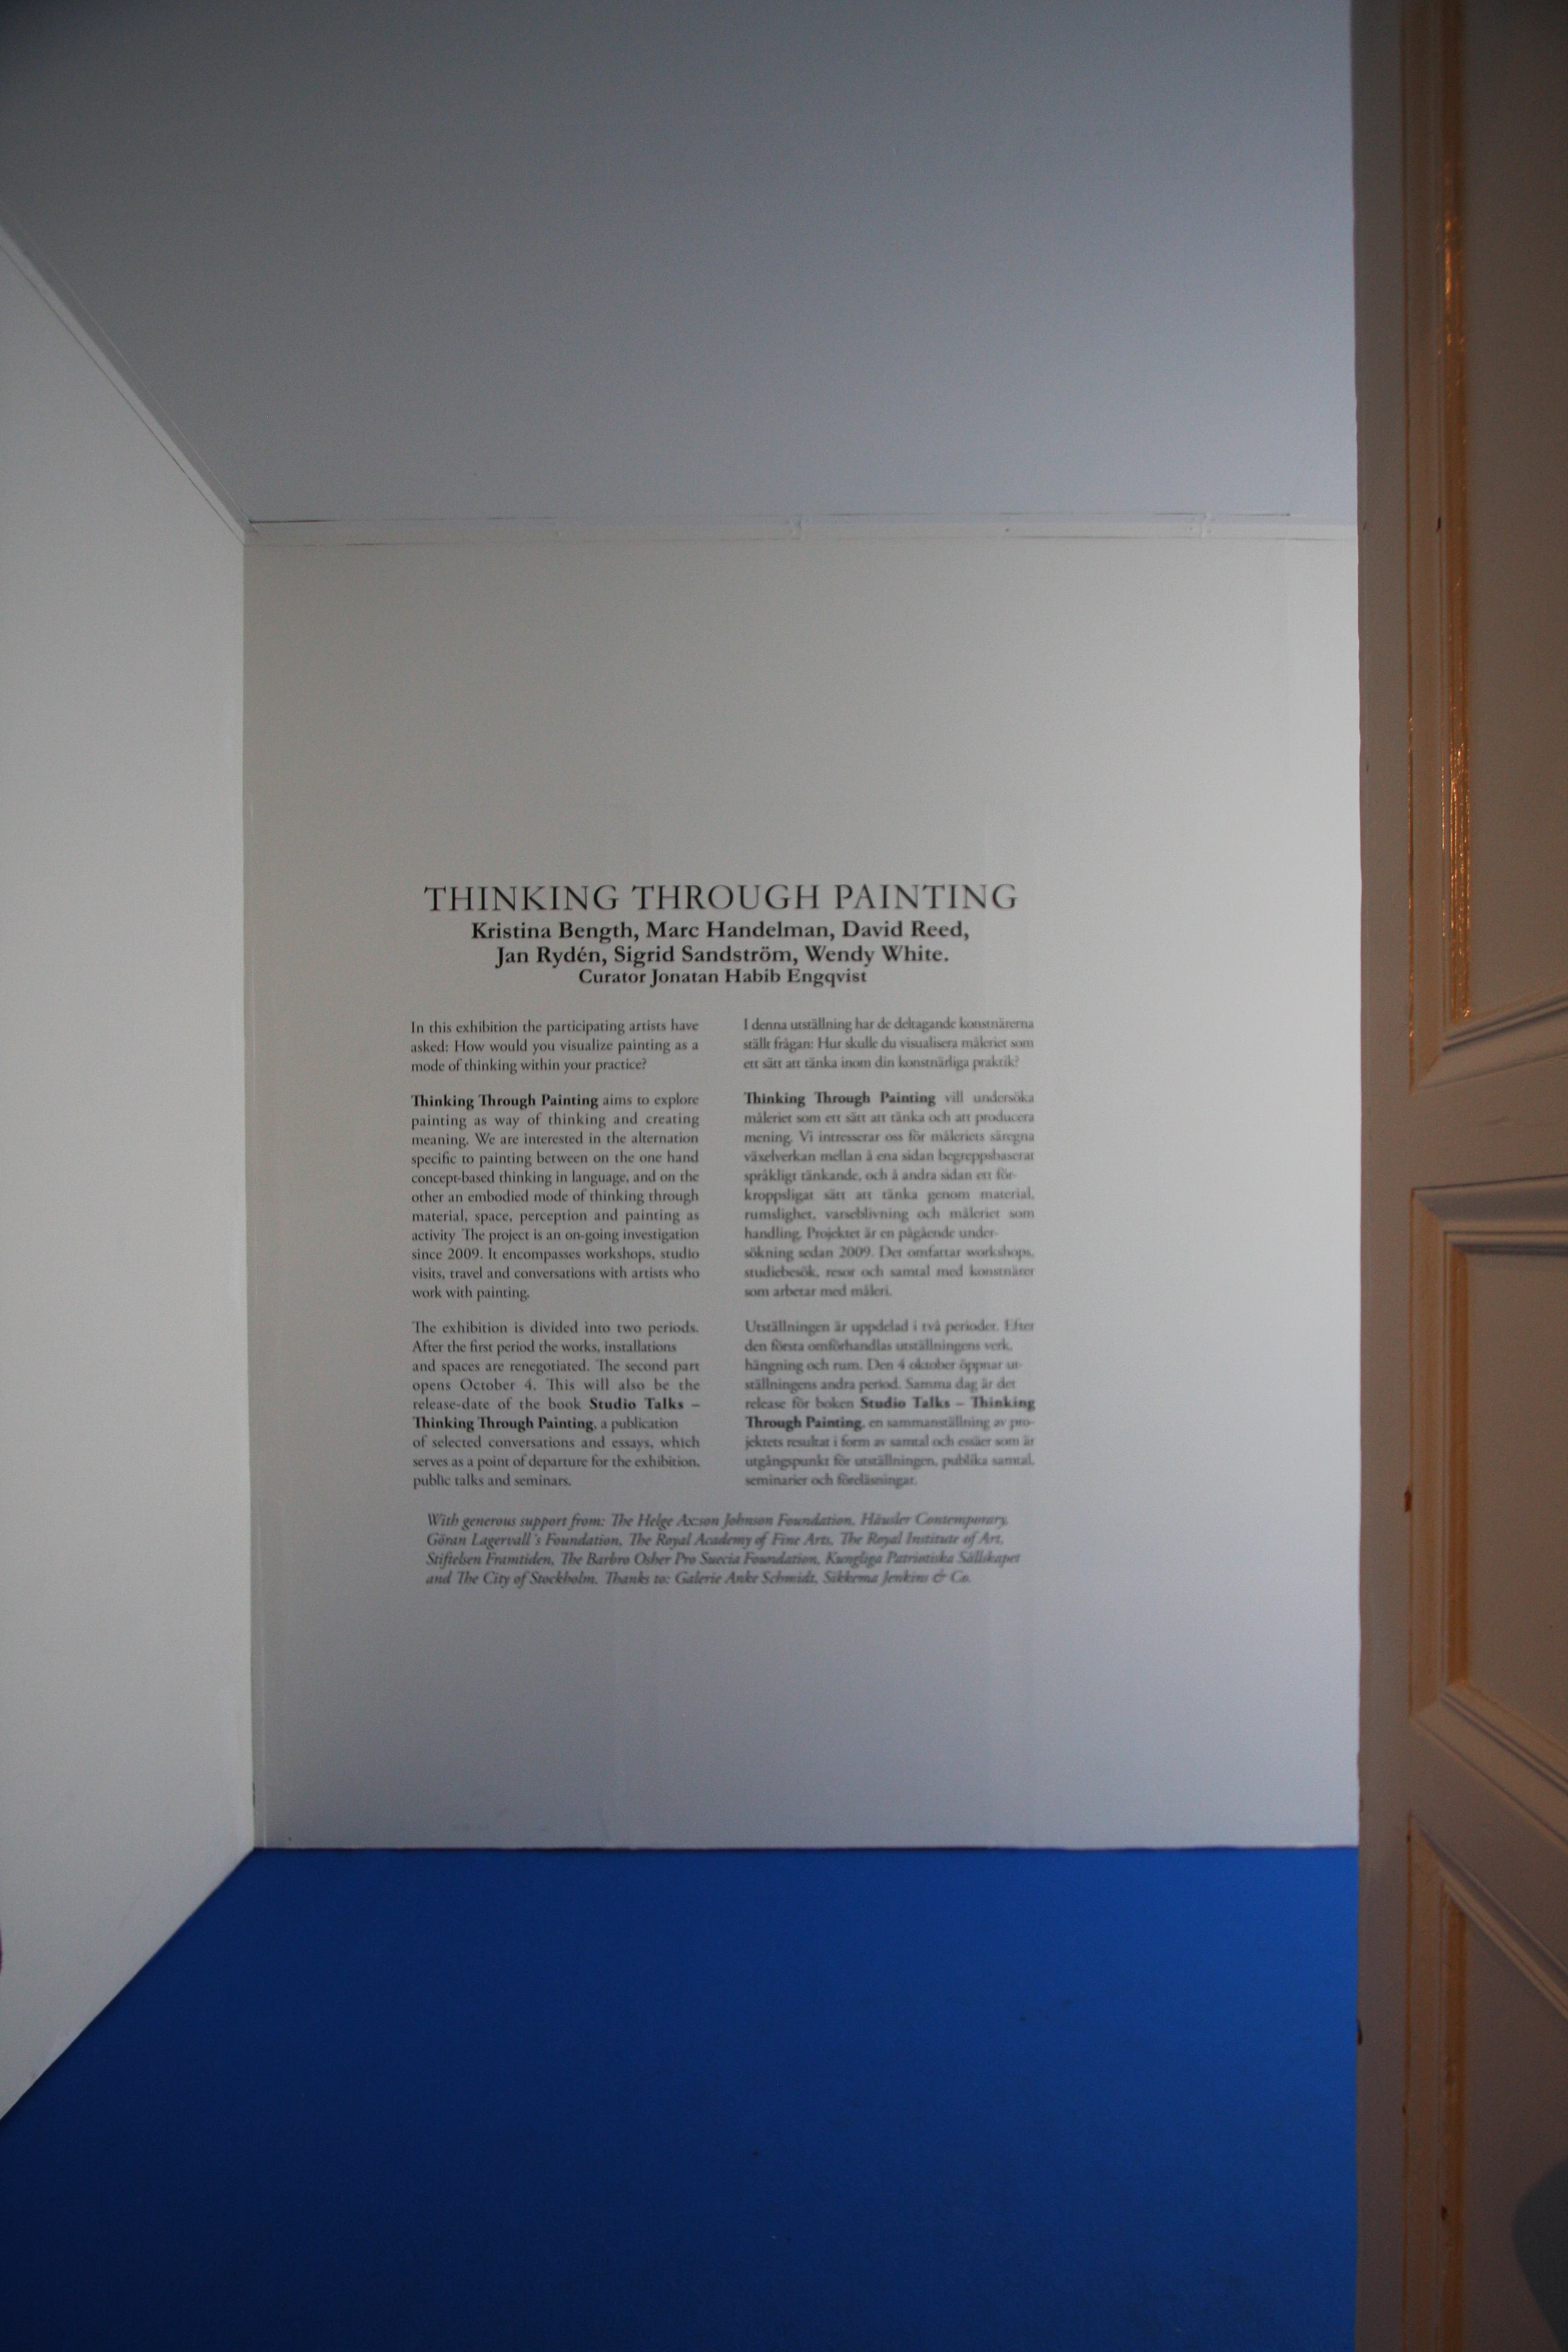 THINKING THROUGH PAINTING
Kristina Bength, Marc Handelman, David Reed,
Jan Rydén, Sigrid Sandström, Wendy White.
Curator Jonatan Habib Engqvist
In this exhibition the participating artists have
asked: How would you visualize painting as a
mode of thinking within your practice?
Thinking Through Painting aims to explore
painting as way of thinking and creating
meaning. We are interested in the alternation
specific to painting between on the one hand
concept-based thinking in language, and on the
other an embodied mode of thinking through
material, space, perception and painting as
activity The project is an on-going investigation
since 2009. It encompasses workshops, studio
visits, travel and conversations with artists who
work with painting.
The exhibition is divided into two periods.
After the first period the works, installations
and spaces are renegotiated. The second part
opens October 4. This will also be the
release-date of the book Studio Talks –
Thinking Through Painting, a publication
of selected conversations and essays, which
serves as a point of departure for the exhibition,
public talks and seminars.
I denna utställning har de deltagande konstnärerna
ställt frågan: Hur skulle du visualisera måleriet som
ett sätt att tänka inom din konstnärliga praktik?
Thinking Through Painting vill undersöka
måleriet som ett sätt att tänka och att producera
mening. Vi intresserar oss för måleriets säregna
växelverkan mellan å ena sidan begreppsbaserat
språkligt tänkande, och å andra sidan ett för-
kroppsligat sätt att tänka genom material,
rumslighet, varseblivning och måleriet som
handling. Projektet är en pågående under-
sökning sedan 2009. Det omfattar workshops,
studiebesök, resor och samtal med konstnärer
som arbetar med måleri.
Utställningen är uppdelad i två perioder. Efter
den första omförhandlas utställningens verk,
hängning och rum. Den 4 oktober öppnar ut-
ställningens andra period. Samma dag är det
release för boken Studio Talks – Thinking
Through Painting, en sammanställning av pro-
jektets resultat i form av samtal och essäer som är
utgångspunkt för utställningen, publika samtal,
seminarier och föreläsningar.
With generous support from: The Helge Ax:son Johnson Foundation, Häusler Contemporary,
Göran Lagervall's Foundation, The Royal Academy of Fine Arts, The Royal Institute of Art,
Stiftelsen Framtiden, The Barbro Osher Pro Suecia Foundation, Kungliga Patriotiska Sällskapet
and The City of Stockholm. Thanks to: Galerie Anke Schmidt, Sikkema Jenkins & Co.